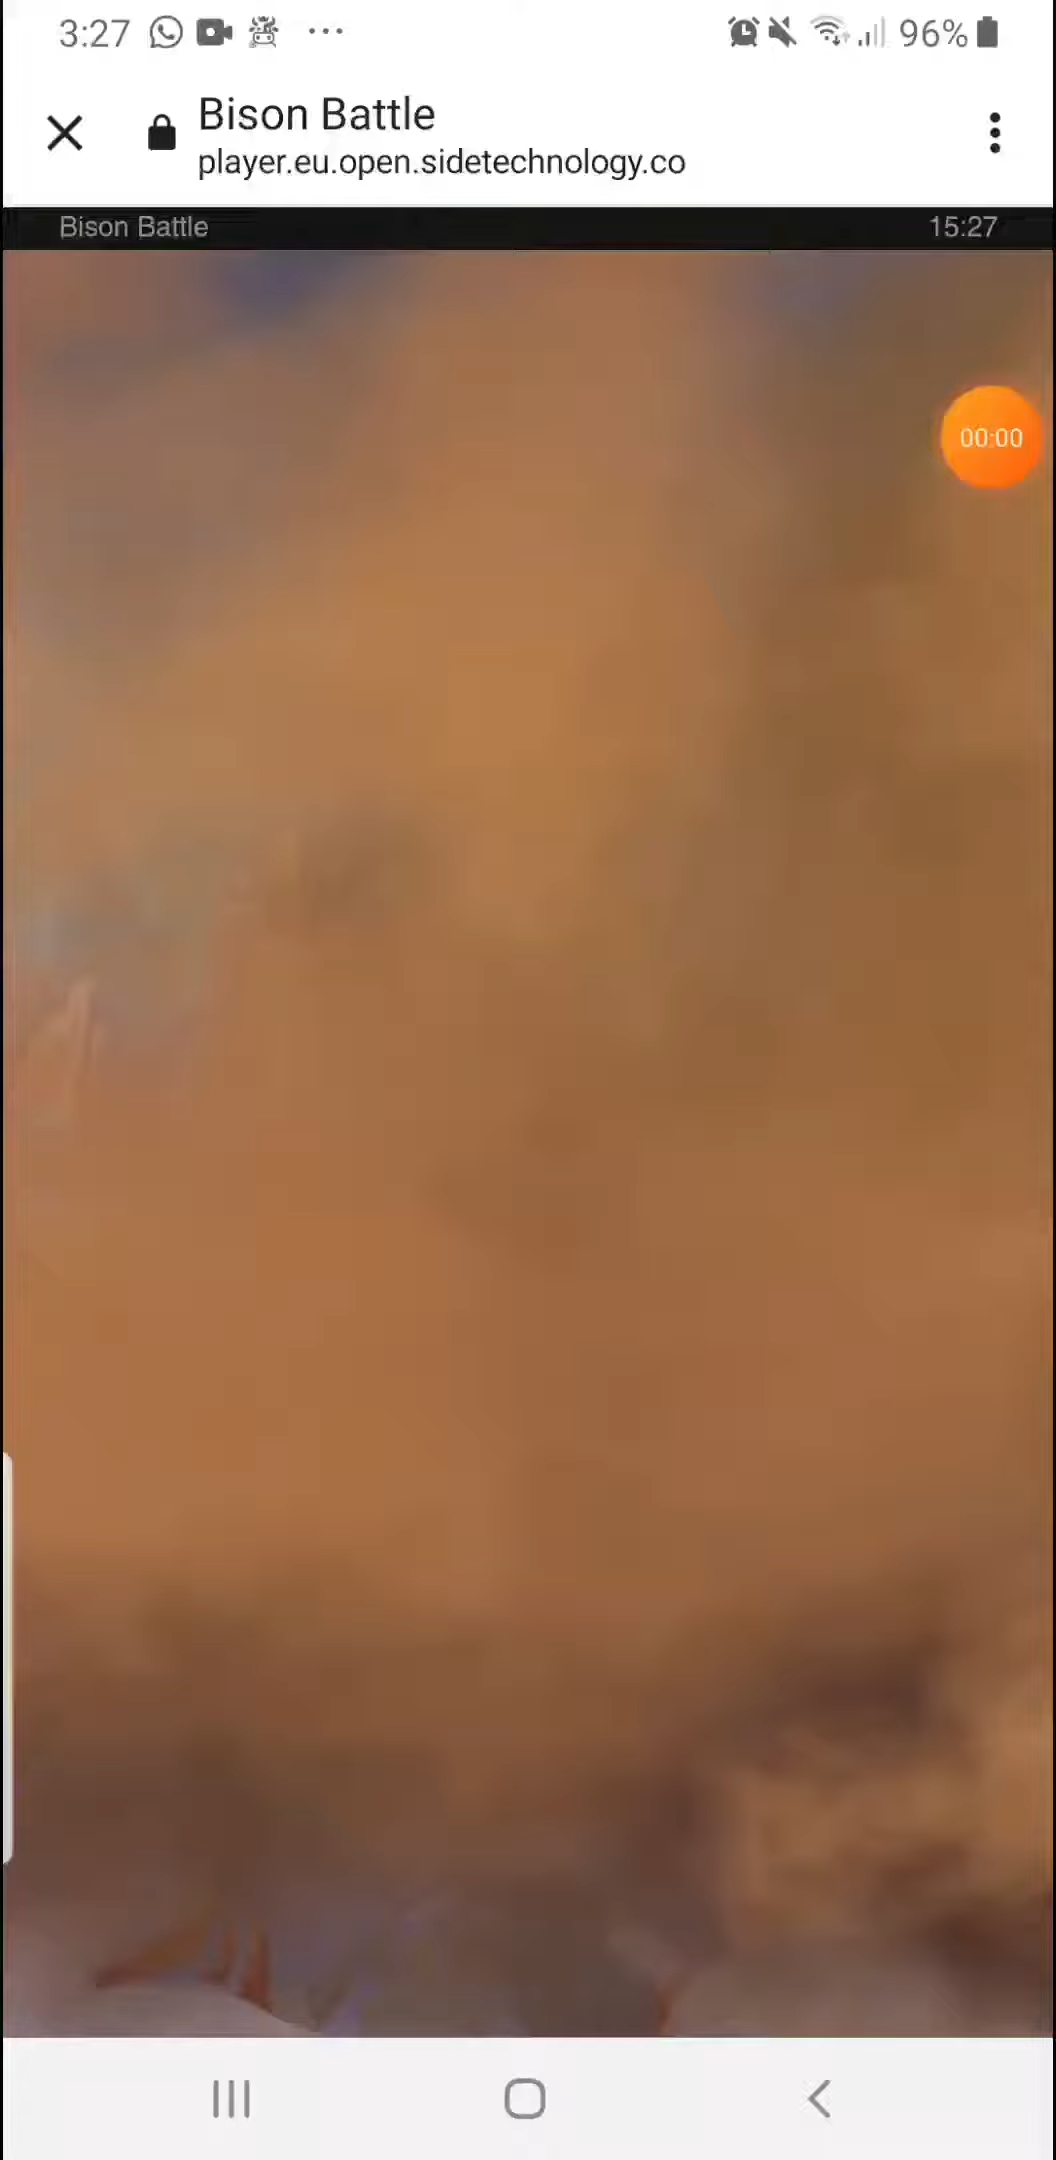 3:27 96%
Bison Battle
player.eu.open.sidetechnology.co
Bison Battle 15:27
00:00